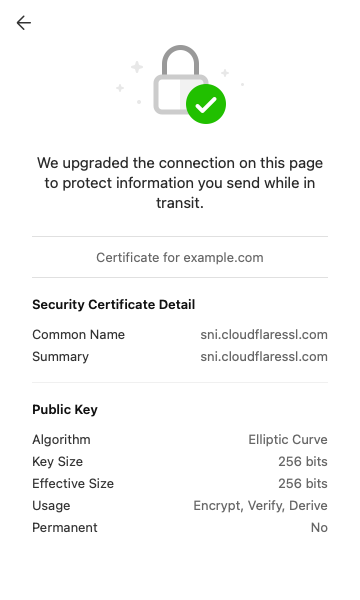 We upgraded the connection on this page
to protect information you send while in
transit.
Certificate for example.com
Security Certificate Detail
Common Name sni.cloudflaressl.com
Summary sni.cloudflaressl.com
Public Key
Algorithm Elliptic Curve
Key Size 256 bits
Effective Size 256 bits
Usage Encrypt, Verify, Derive
Permanent No